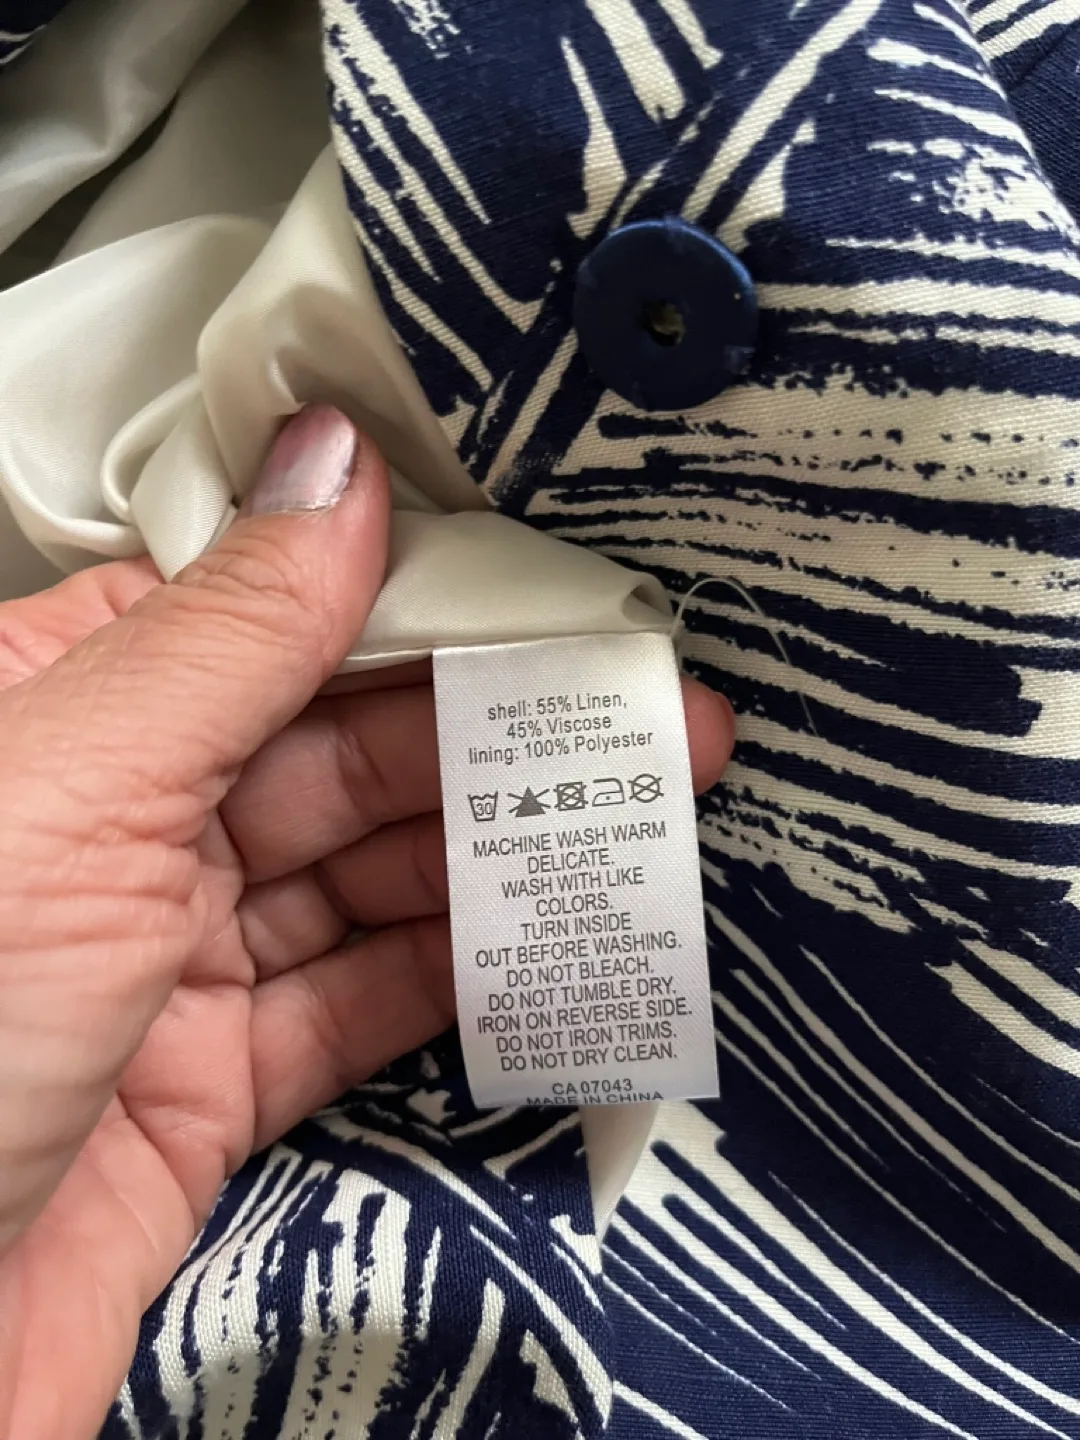 shell: 55% Linen,
45% Viscose
lining: 100% Polyester
30
MACHINE WASH WARM
DELICATE.
WASH WITH LIKE
COLORS.
TURN INSIDE
OUT BEFORE WASHING.
DO NOT BLEACH.
DO NOT TUMBLE DRY.
IRON ON REVERSE SIDE.
DO NOT IRON TRIMS.
DO NOT DRY CLEAN.
CA 07043
MADE IN CHINA